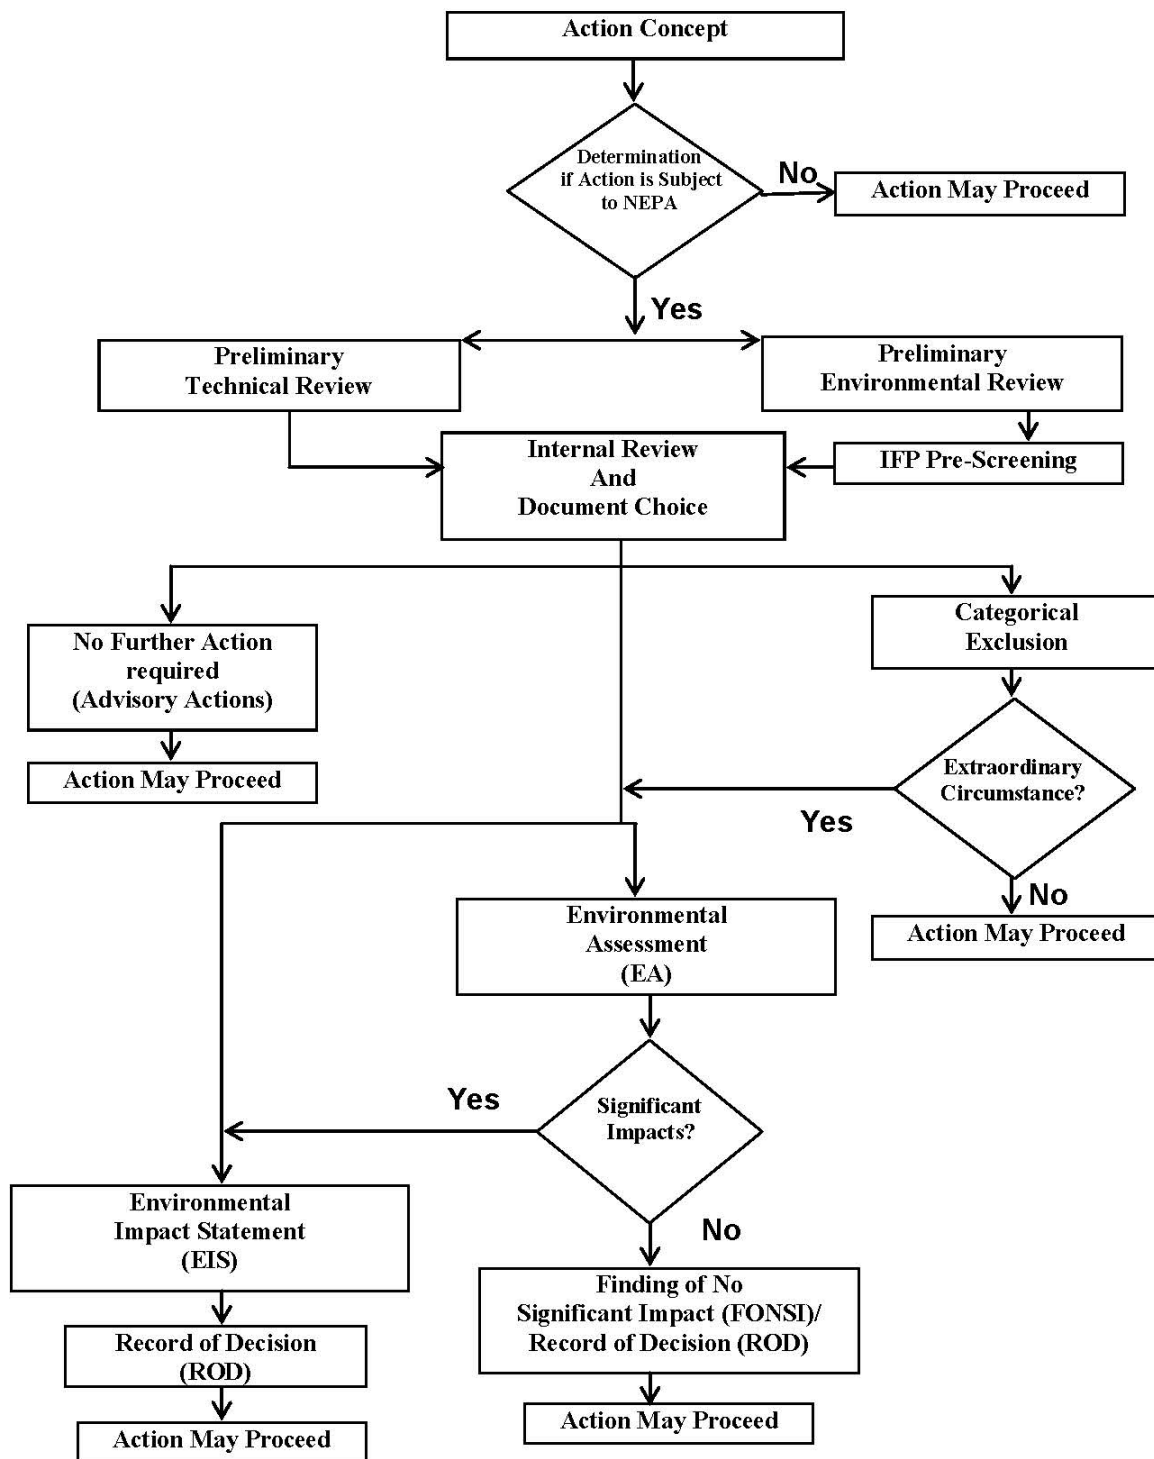 Action Concept
Determination
if Action is Subject
to NEPA
No
Action May Proceed
Yes
Preliminary
Technical Review
Preliminary
Environmental Review
Internal Review
And
Document Choice
IFP Pre-Screening
No Further Action
required
(Advisory Actions)
Action May Proceed
Categorical
Exclusion
Extraordinary
Circumstance?
Yes
No
Action May Proceed
Environmental
Assessment
(EA)
Significant
Impacts?
Yes
No
Environmental
Impact Statement
(EIS)
Record of Decision
(ROD)
Action May Proceed
Finding of No
Significant Impact (FONSI)/
Record of Decision (ROD)
Action May Proceed